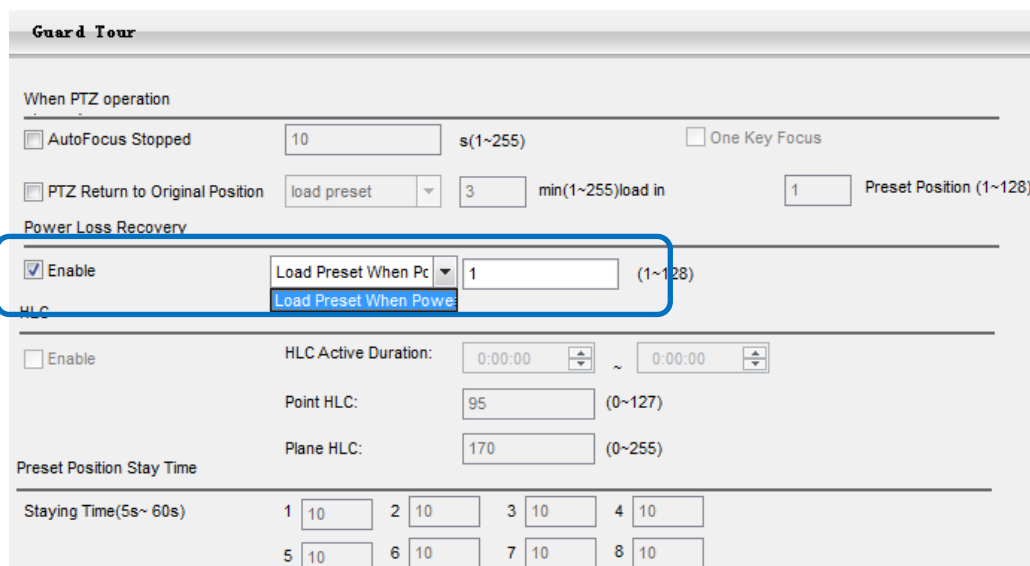 Guard Tour
When PTZ operation
AutoFocus Stopped 10 s(1~255) One Key Focus
PTZ Return to Original Position load preset 3 min(1~255)load in 1 Preset Position (1~128)
Power Loss Recovery
Enable Load Preset When Pc 1 (1~128)
Load Preset When Powe
HLC
Enable HLC Active Duration: 0:00:00 ~ 0:00:00
Point HLC: 95 (0~127)
Plane HLC: 170 (0~255)
Preset Position Stay Time
Staying Time(5s~ 60s) 1 10 2 10 3 10 4 10
5 10 6 10 7 10 8 10